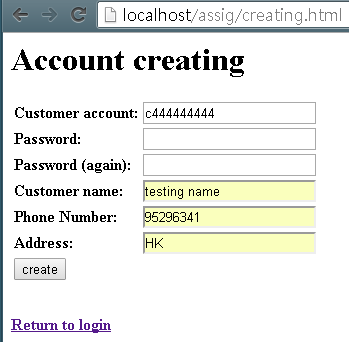 localhost/assig/creating.html
Account creating
Customer account: c444444444
Password:
Password (again):
Customer name: testing name
Phone Number: 95296341
Address: HK
create
Return to login